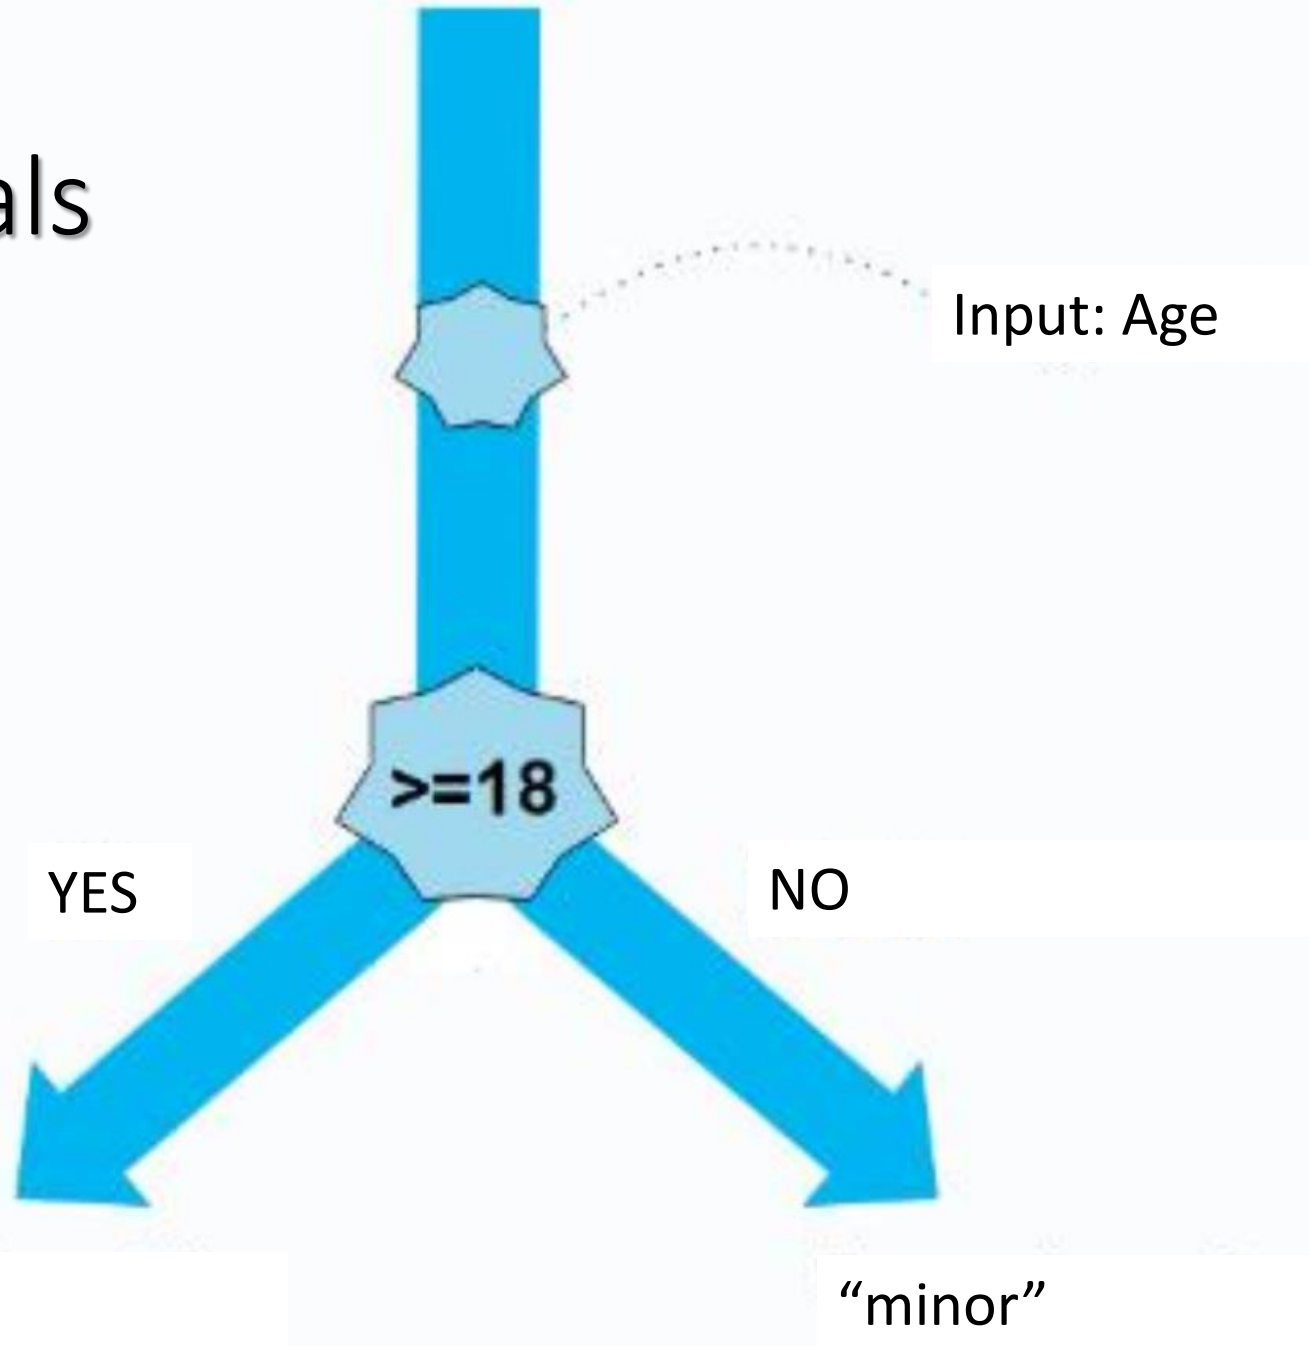 als
Input: Age
>=18
YES
NO
“minor”